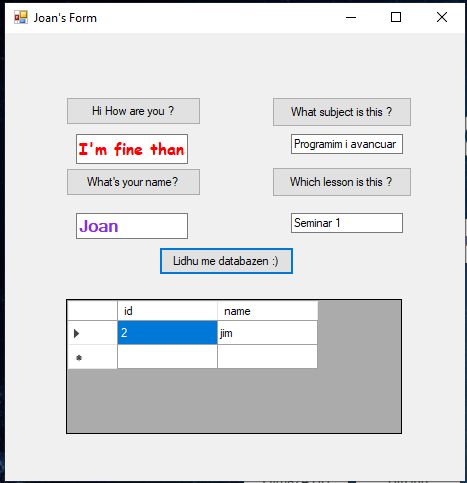 Joan's Form
Hi How are you ?
What subject is this ?
I'm fine than
Programim i avancuar
What's your name?
Which lesson is this ?
Joan
Seminar 1
Lidhu me databazen :)
id name
2 jim